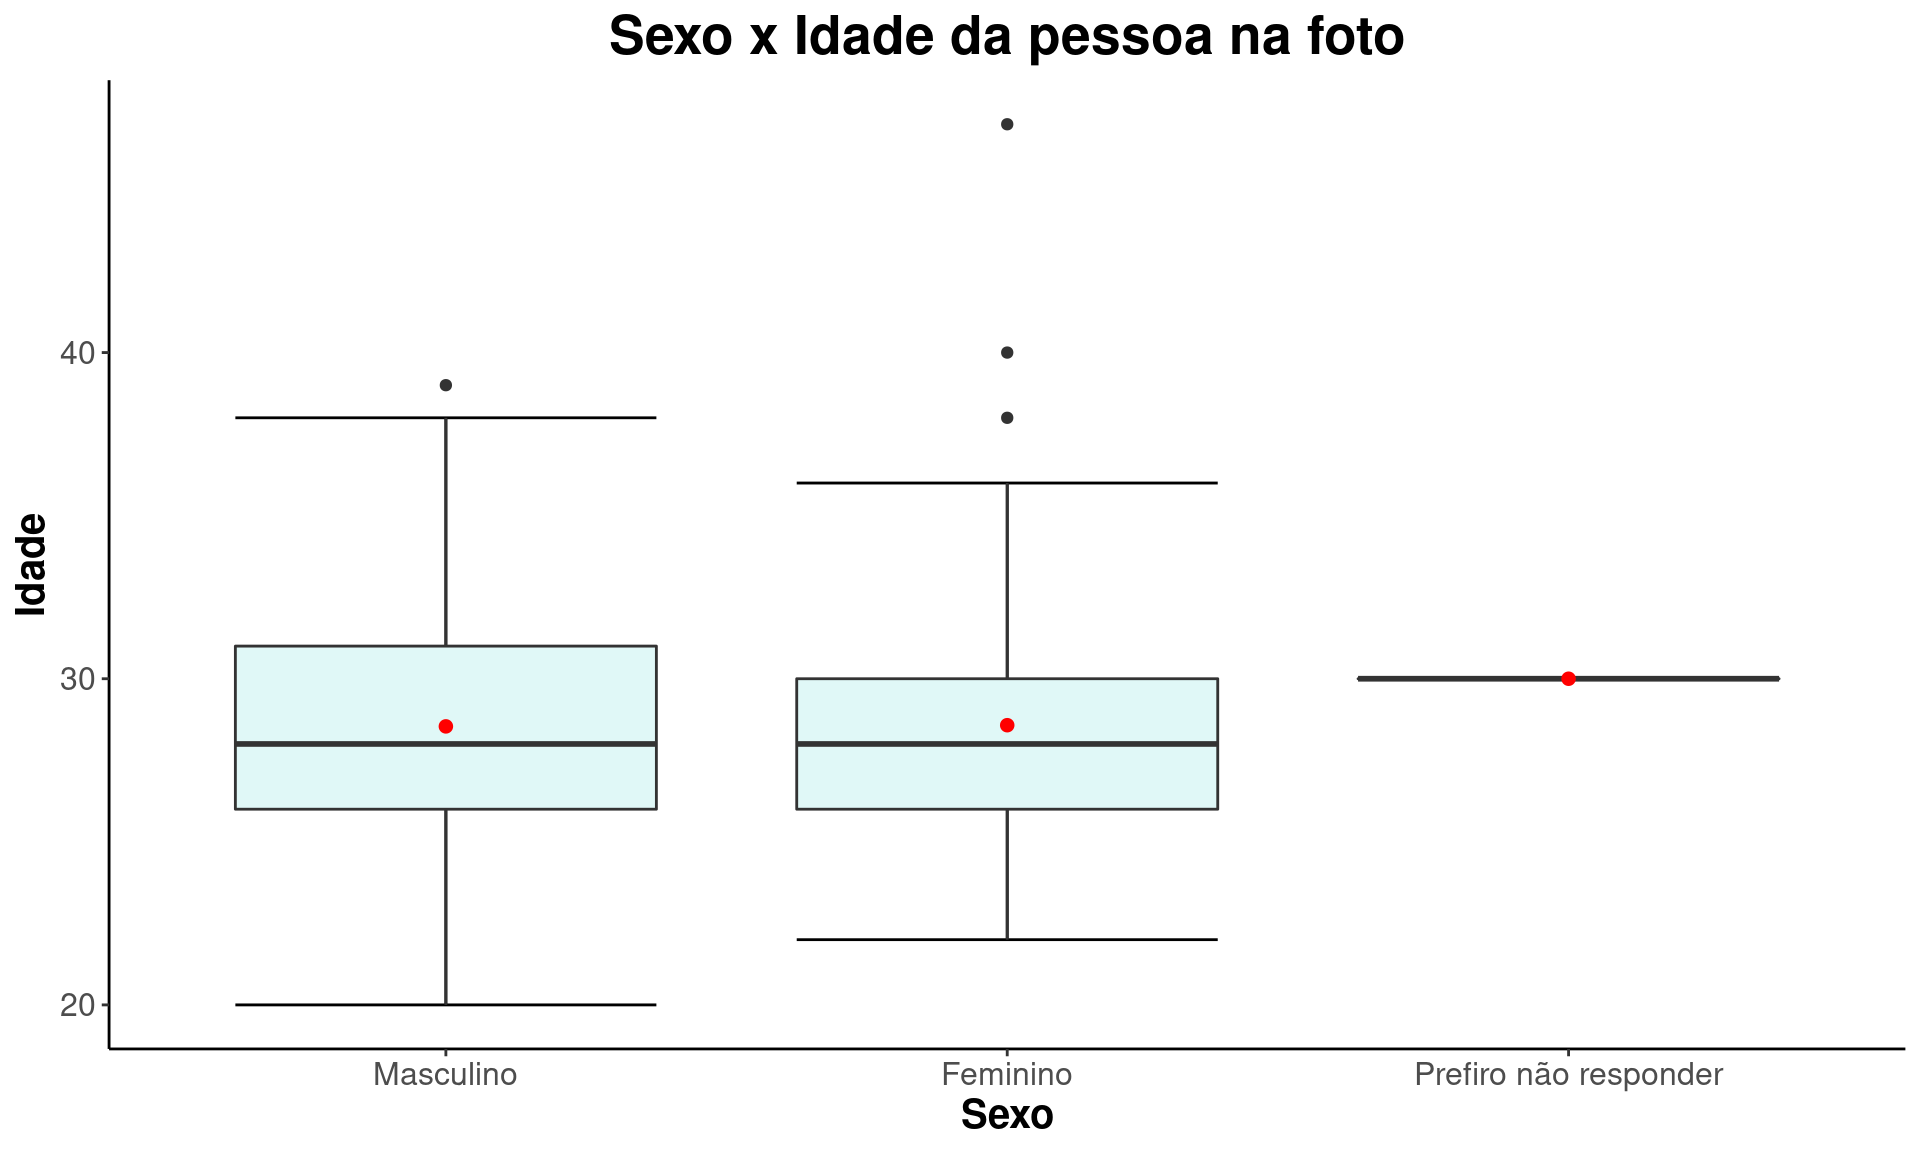 Sexo x Idade da pessoa na foto
Idade
40
30
20
Masculino Feminino Prefiro não responder
Sexo